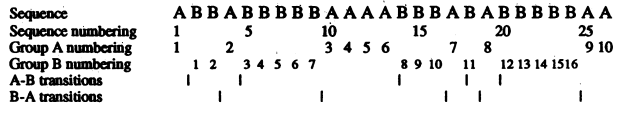 Sequence A B B A B B B B B A A A A B B B A B A B B B B B A A
Sequence numbering 1 5 10 15 20 25
Group A numbering 1 2 3 4 5 6 7 8 9 10
Group B numbering 1 2 3 4 5 6 7 8 9 10 11 12 13 14 15 16
A-B transitions | | | | |
B-A transitions | | | | |